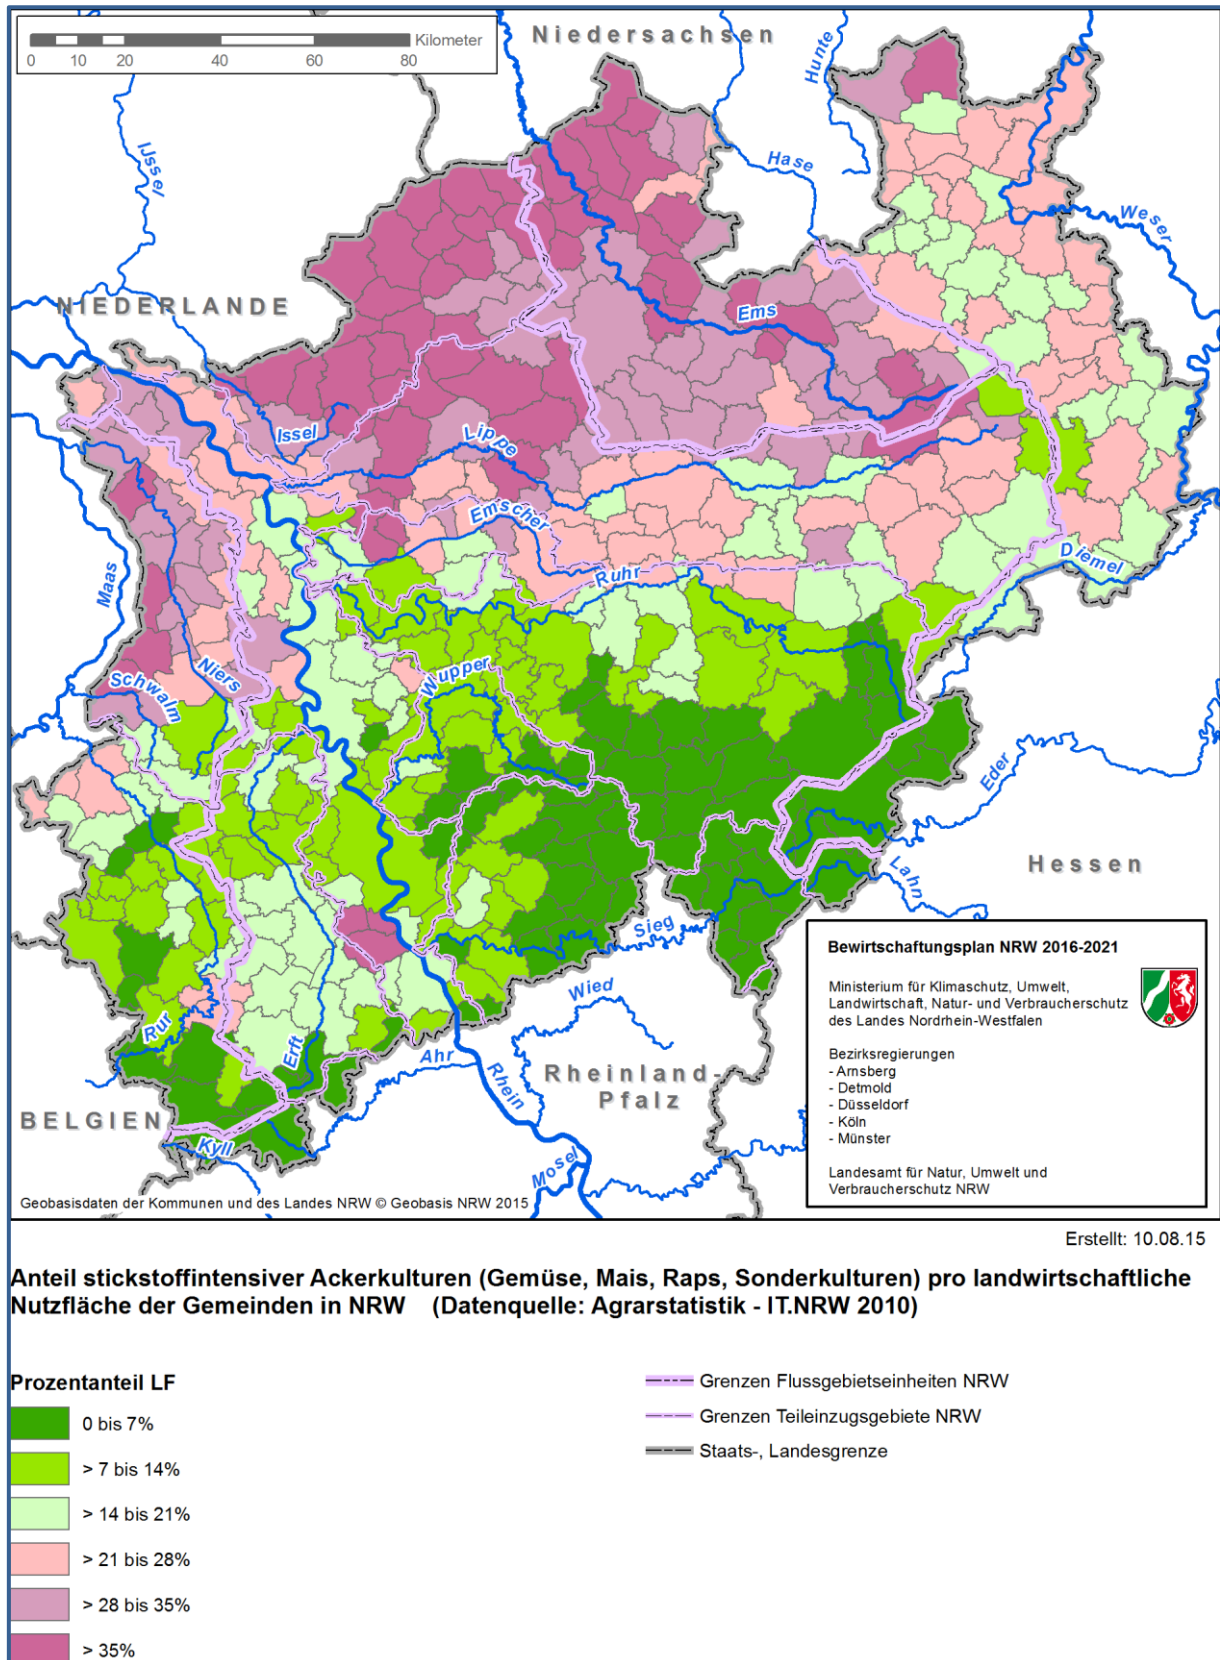 Kilometer
0 10 20 40 60 80
Niedersachsen
Hunte
IJssel
Hase
Weser
NIEDERLANDE
Ems
Issel
Lippe
Emscher
Maas
Ruhr
Diemel
Niers
Schwalm
Wupper
Eder
Hessen
Lahn
Sieg
Wied
Rur
Erft
Ahr
Rhein
Rheinland-
Pfalz
BELGIEN
Kyll
Mosel
Bewirtschaftungsplan NRW 2016-2021
Ministerium für Klimaschutz, Umwelt,
Landwirtschaft, Natur- und Verbraucherschutz
des Landes Nordrhein-Westfalen
Bezirksregierungen
- Arnsberg
- Detmold
- Düsseldorf
- Köln
- Münster
Landesamt für Natur, Umwelt und
Verbraucherschutz NRW
Geobasisdaten der Kommunen und des Landes NRW © Geobasis NRW 2015
Erstellt: 10.08.15
Anteil stickstoffintensiver Ackerkulturen (Gemüse, Mais, Raps, Sonderkulturen) pro landwirtschaftliche
Nutzfläche der Gemeinden in NRW (Datenquelle: Agrarstatistik - IT.NRW 2010)
Prozentanteil LF
0 bis 7%
> 7 bis 14%
> 14 bis 21%
> 21 bis 28%
> 28 bis 35%
> 35%
Grenzen Flussgebietseinheiten NRW
Grenzen Teileinzugsgebiete NRW
Staats-, Landesgrenze